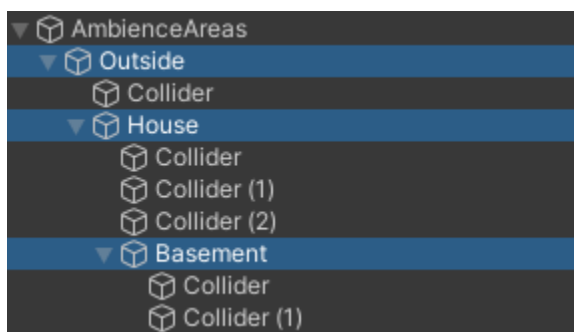 AmbienceAreas
Outside
Collider
House
Collider
Collider (1)
Collider (2)
Basement
Collider
Collider (1)